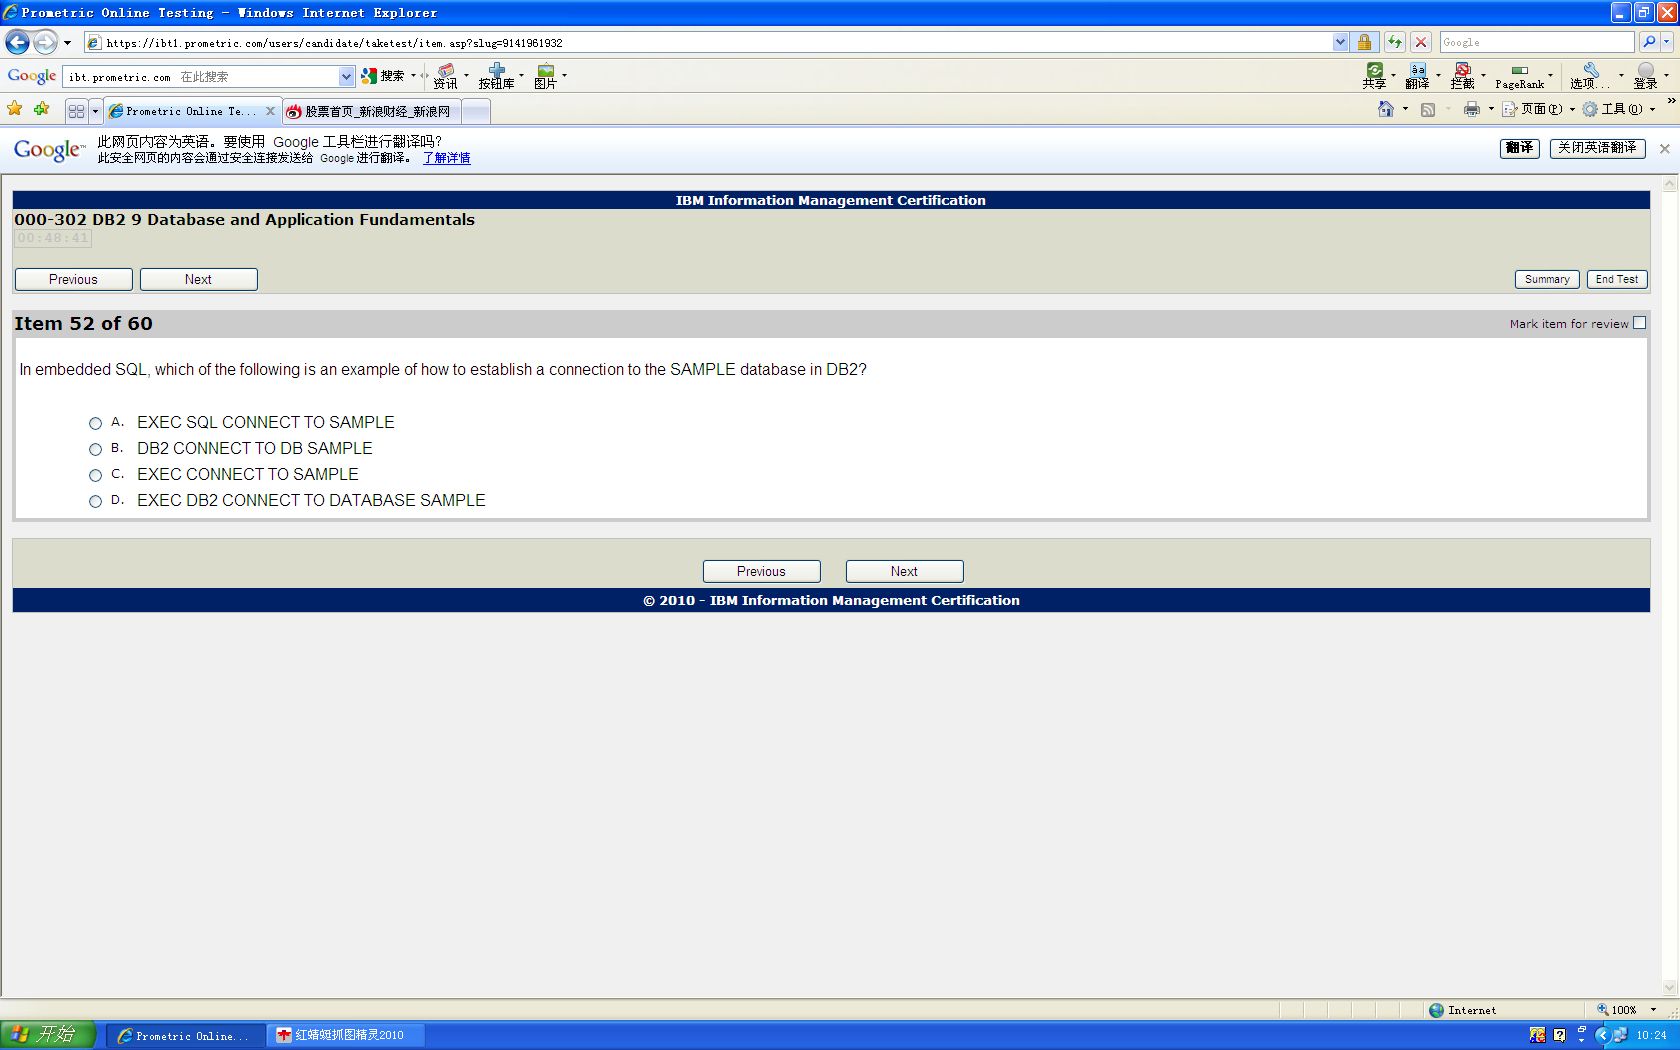 Prometric Online Testing - Windows Internet Explorer
https://ibt1.prometric.com/users/candidate/taketest/item.asp?slug=9141961932
Google
Google ibt.prometric.com 在此搜索 搜索 资讯 按钮库 图片 共享 翻译 拦截 PageRank 选项... 登录
Prometric Online Te... 股票首页_新浪财经_新浪网 页面(P) 工具(O) »
Google™ 此网页内容为英语。要使用 Google 工具栏进行翻译吗?
此安全网页的内容会通过安全连接发送给 Google 进行翻译。 了解详情
翻译 关闭英语翻译
IBM Information Management Certification
000-302 DB2 9 Database and Application Fundamentals
00:48:41
Previous Next Summary End Test
Item 52 of 60 Mark item for review
In embedded SQL, which of the following is an example of how to establish a connection to the SAMPLE database in DB2?
A. EXEC SQL CONNECT TO SAMPLE
B. DB2 CONNECT TO DB SAMPLE
C. EXEC CONNECT TO SAMPLE
D. EXEC DB2 CONNECT TO DATABASE SAMPLE
Previous Next
© 2010 - IBM Information Management Certification
Internet 100%
开始 Prometric Online... 红蜻蜓抓图精灵2010 10:24